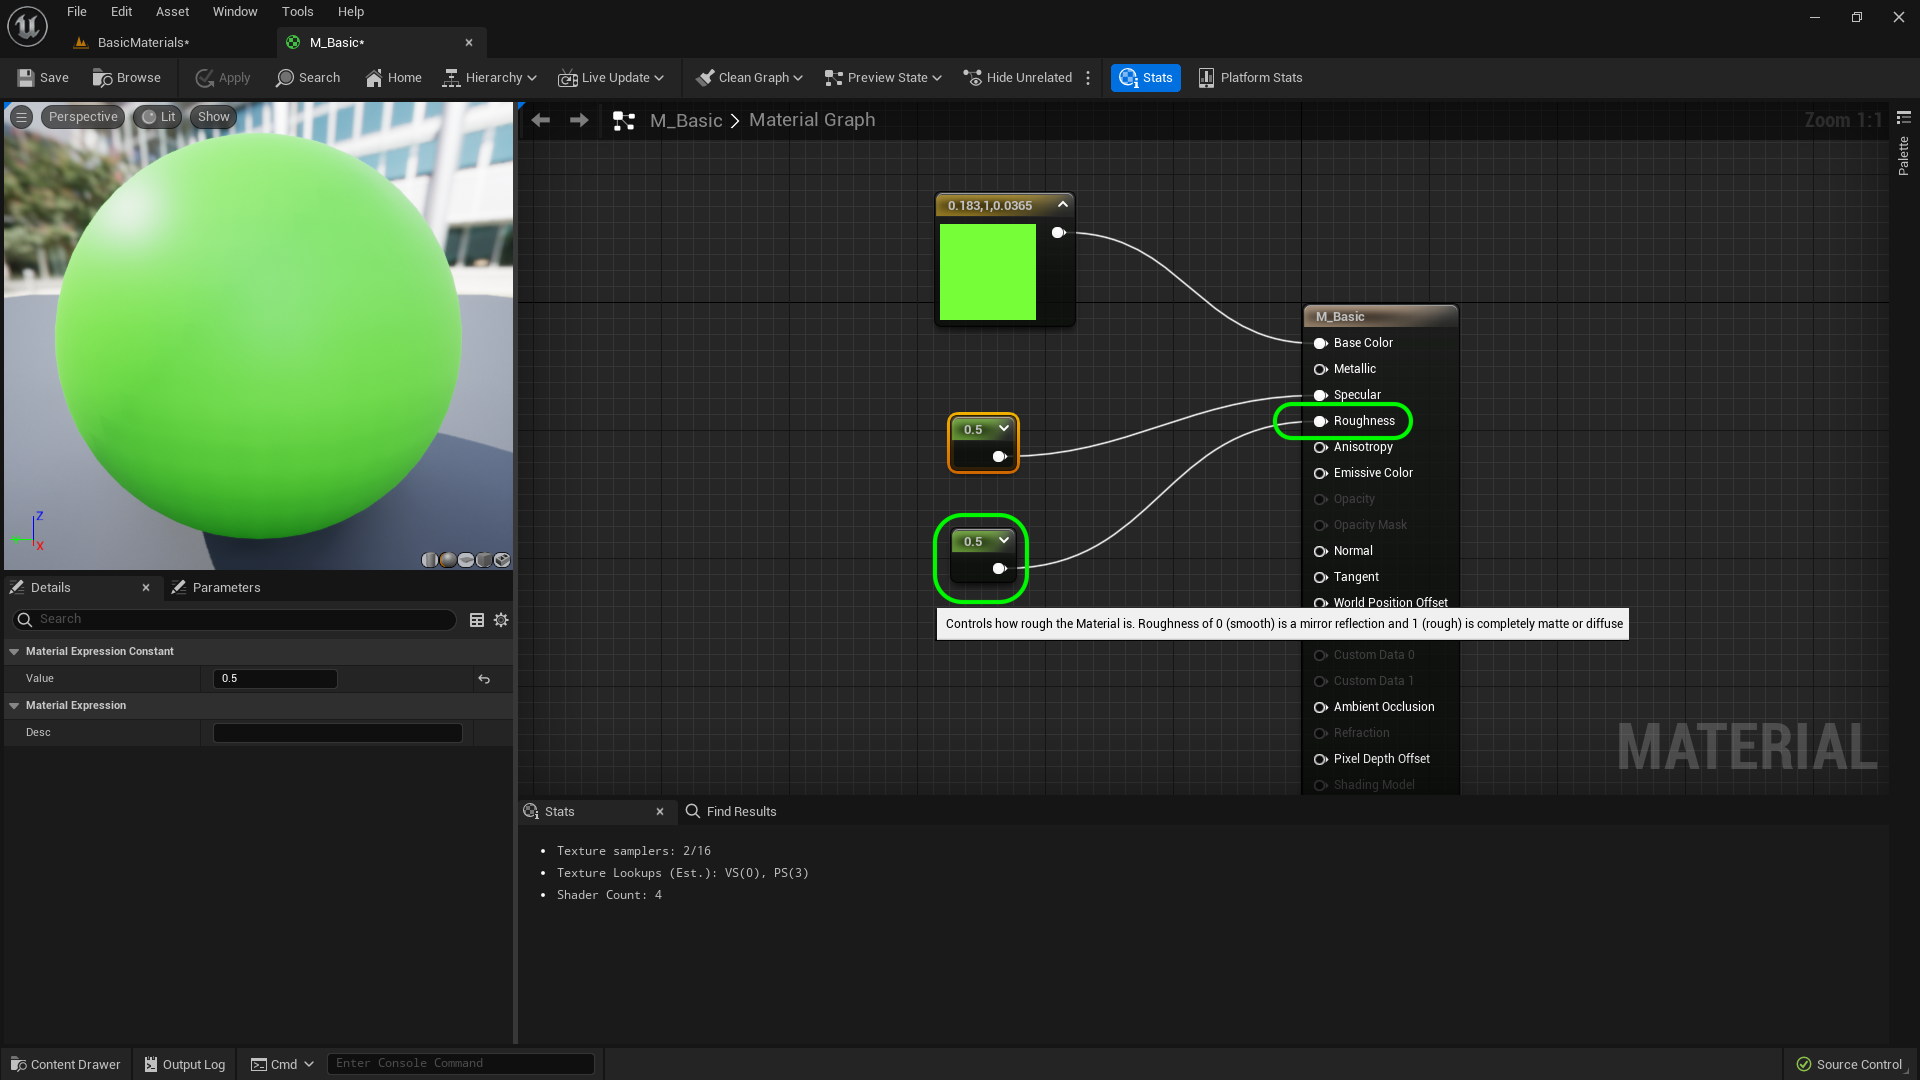 File Edit Asset Window Tools Help
BasicMaterials*
M_Basic*
Save Browse Apply Search Home Hierarchy Live Update Clean Graph Preview State Hide Unrelated Stats Platform Stats
Perspective Lit Show
M_Basic > Material Graph
Zoom 1:1
Palette
0.183,1,0.0365
M_Basic
Base Color
Metallic
Specular
Roughness
Anisotropy
Emissive Color
Opacity
Opacity Mask
Normal
Tangent
World Position Offset
0.5
0.5
Controls how rough the Material is. Roughness of 0 (smooth) is a mirror reflection and 1 (rough) is completely matte or diffuse
Custom Data 0
Custom Data 1
Ambient Occlusion
Refraction
Pixel Depth Offset
Shading Model
MATERIAL
Z
X
Details Parameters
Search
Material Expression Constant
Value 0.5
Material Expression
Desc
Stats Find Results
• Texture samplers: 2/16
• Texture Lookups (Est.): VS(0), PS(3)
• Shader Count: 4
Content Drawer Output Log Cmd Enter Console Command Source Control